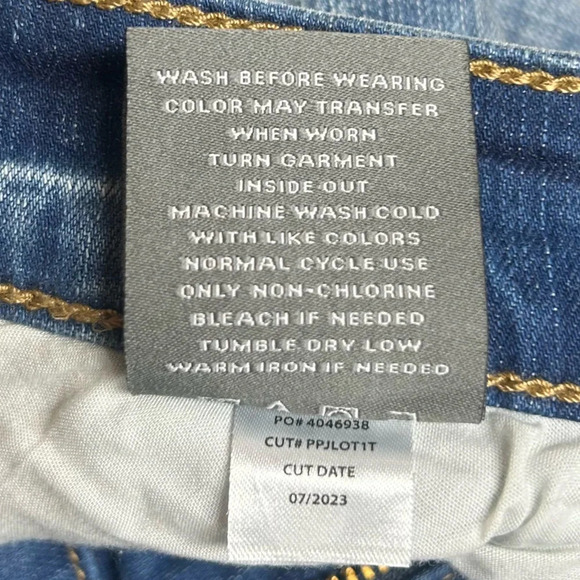 WASH BEFORE WEARING
COLOR MAY TRANSFER
WHEN WORN
TURN GARMENT
INSIDE OUT
MACHINE WASH COLD
WITH LIKE COLORS
NORMAL CYCLE USE
ONLY NON-CHLORINE
BLEACH IF NEEDED
TUMBLE DRY LOW
WARM IRON IF NEEDED
PO# 4046938
CUT# PPJLOT1T
CUT DATE
07/2023